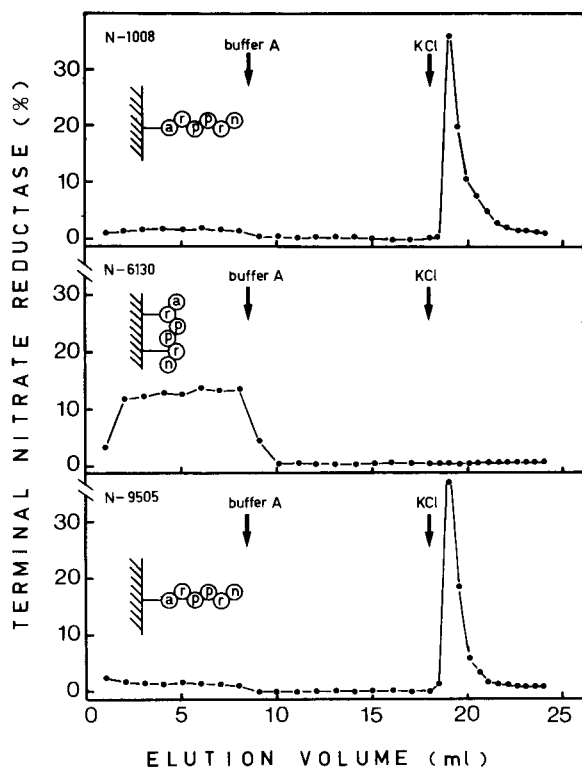 N-1008
buffer A
KCl
30
20
10
0
a r p p r n
N-6130
buffer A
KCl
30
20
10
0
a
r
p
p
r
n
N-9505
buffer A
KCl
30
20
10
0
a r p p r n
0 5 10 15 20 25
ELUTION VOLUME (ml)
TERMINAL NITRATE REDUCTASE (%)